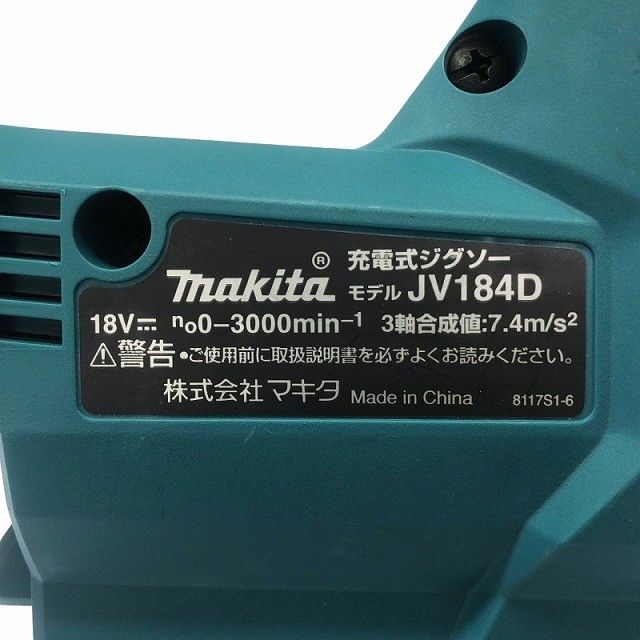 makita® 充電式ジグソー
モデル JV184D
18V⎓ n₀0-3000min⁻¹ 3軸合成値:7.4m/s²
⚠警告・ご使用前に取扱説明書を必ずよくお読みください。
株式会社 マキタ Made in China 8117S1-6